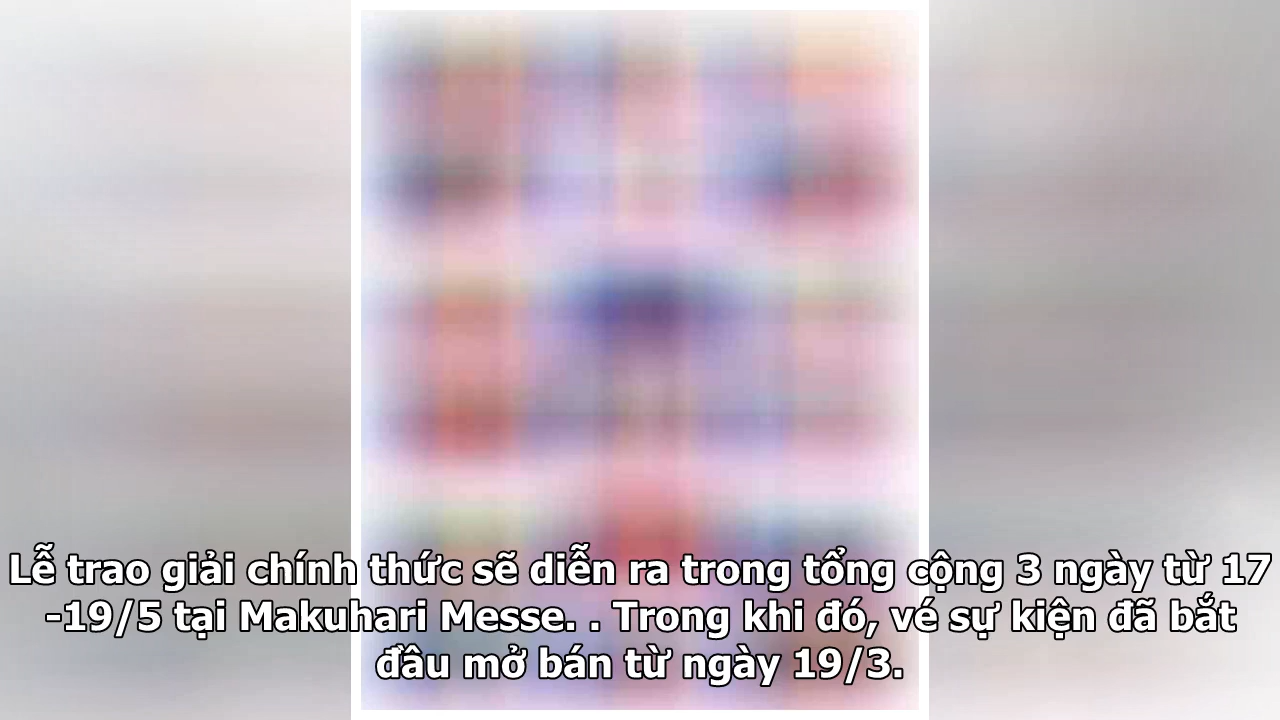 Lễ trao giải chính thức sẽ diễn ra trong tổng cộng 3 ngày từ 17
-19/5 tại Makuhari Messe. . Trong khi đó, vé sự kiện đã bắt
đầu mở bán từ ngày 19/3.